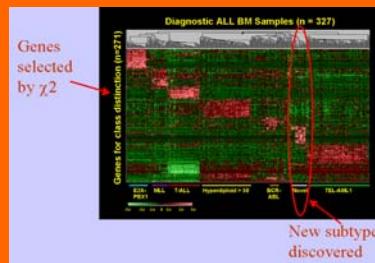 Diagnostic ALL BM Samples (n = 327)
Genes
selected
by χ2
Genes for class distinction (n=271)
E2A-
PBX1
MLL
T-ALL
Hyperdiploid > 50
BCR-
ABL
Novel
TEL-AML1
New subtype
discovered